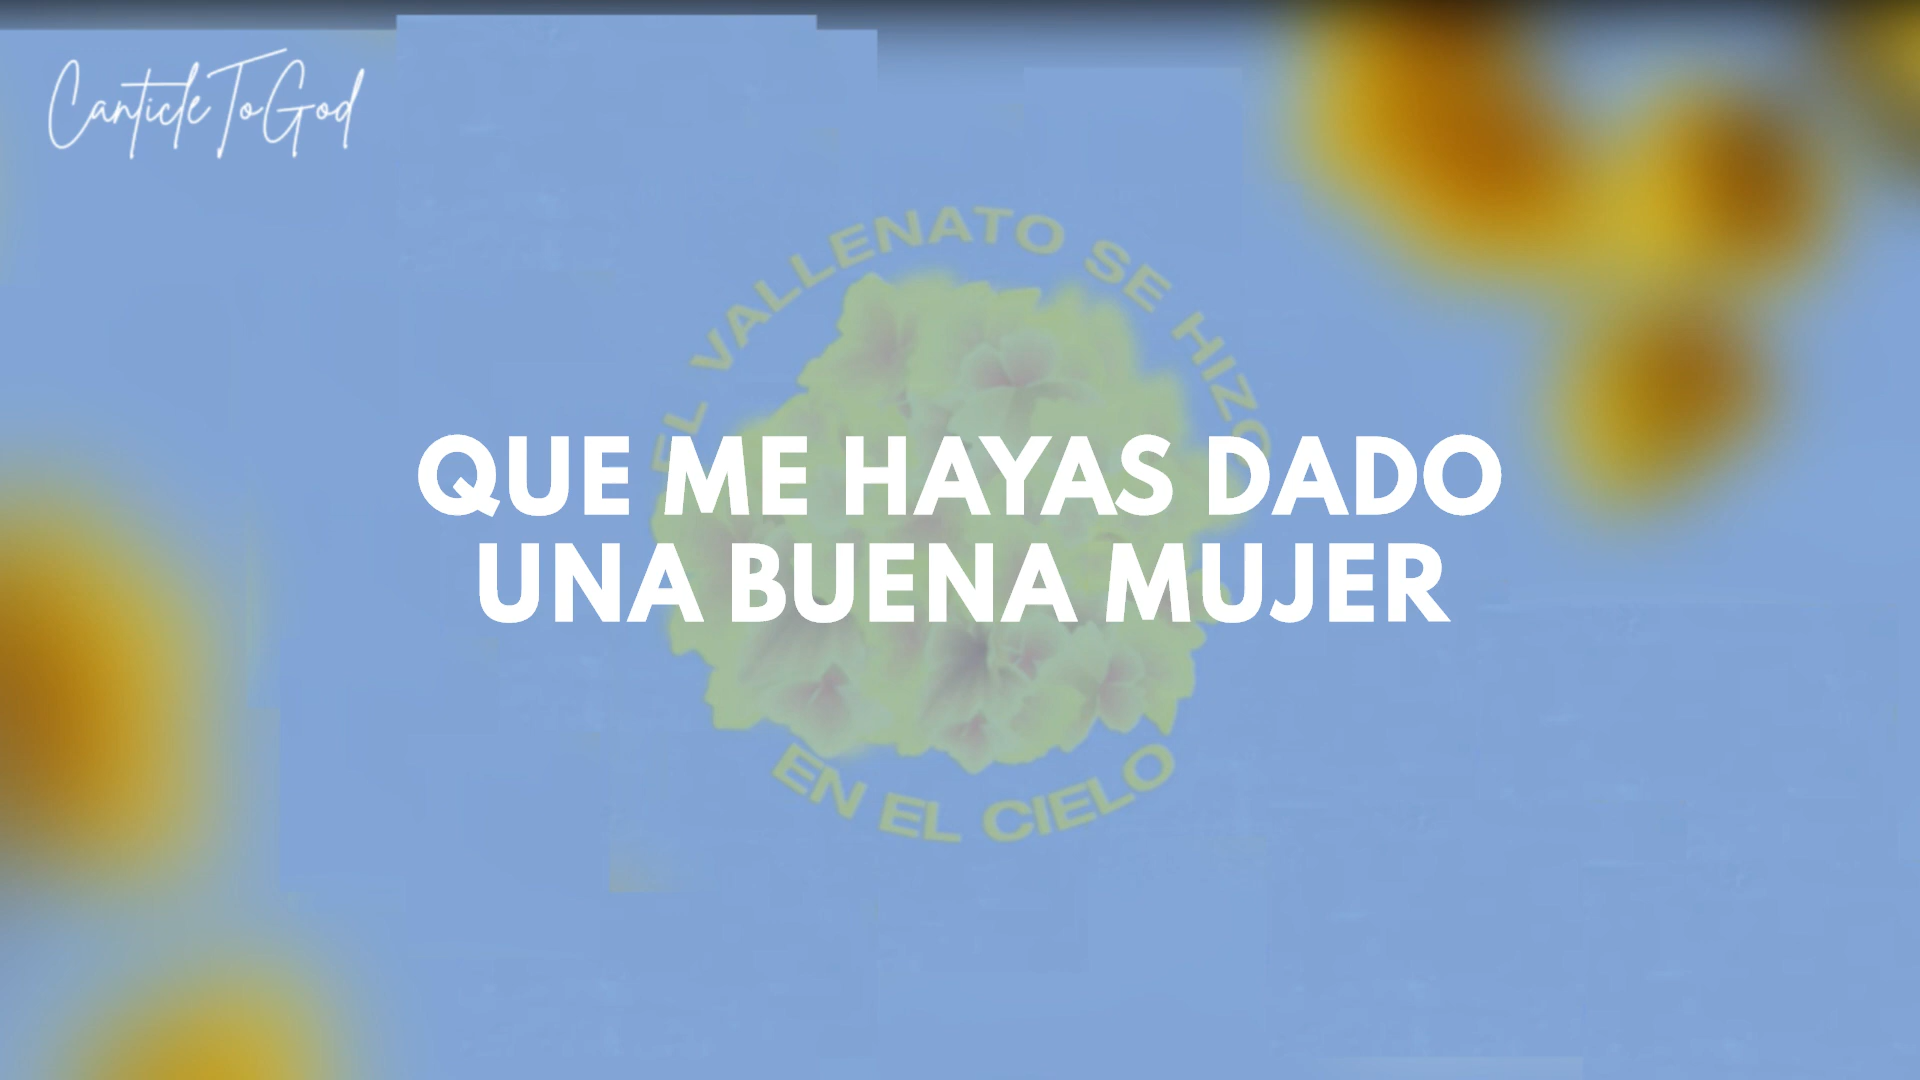 CanticleToGod
EL VALLENATO SE HIZO
QUE ME HAYAS DADO
UNA BUENA MUJER
EN EL CIELO